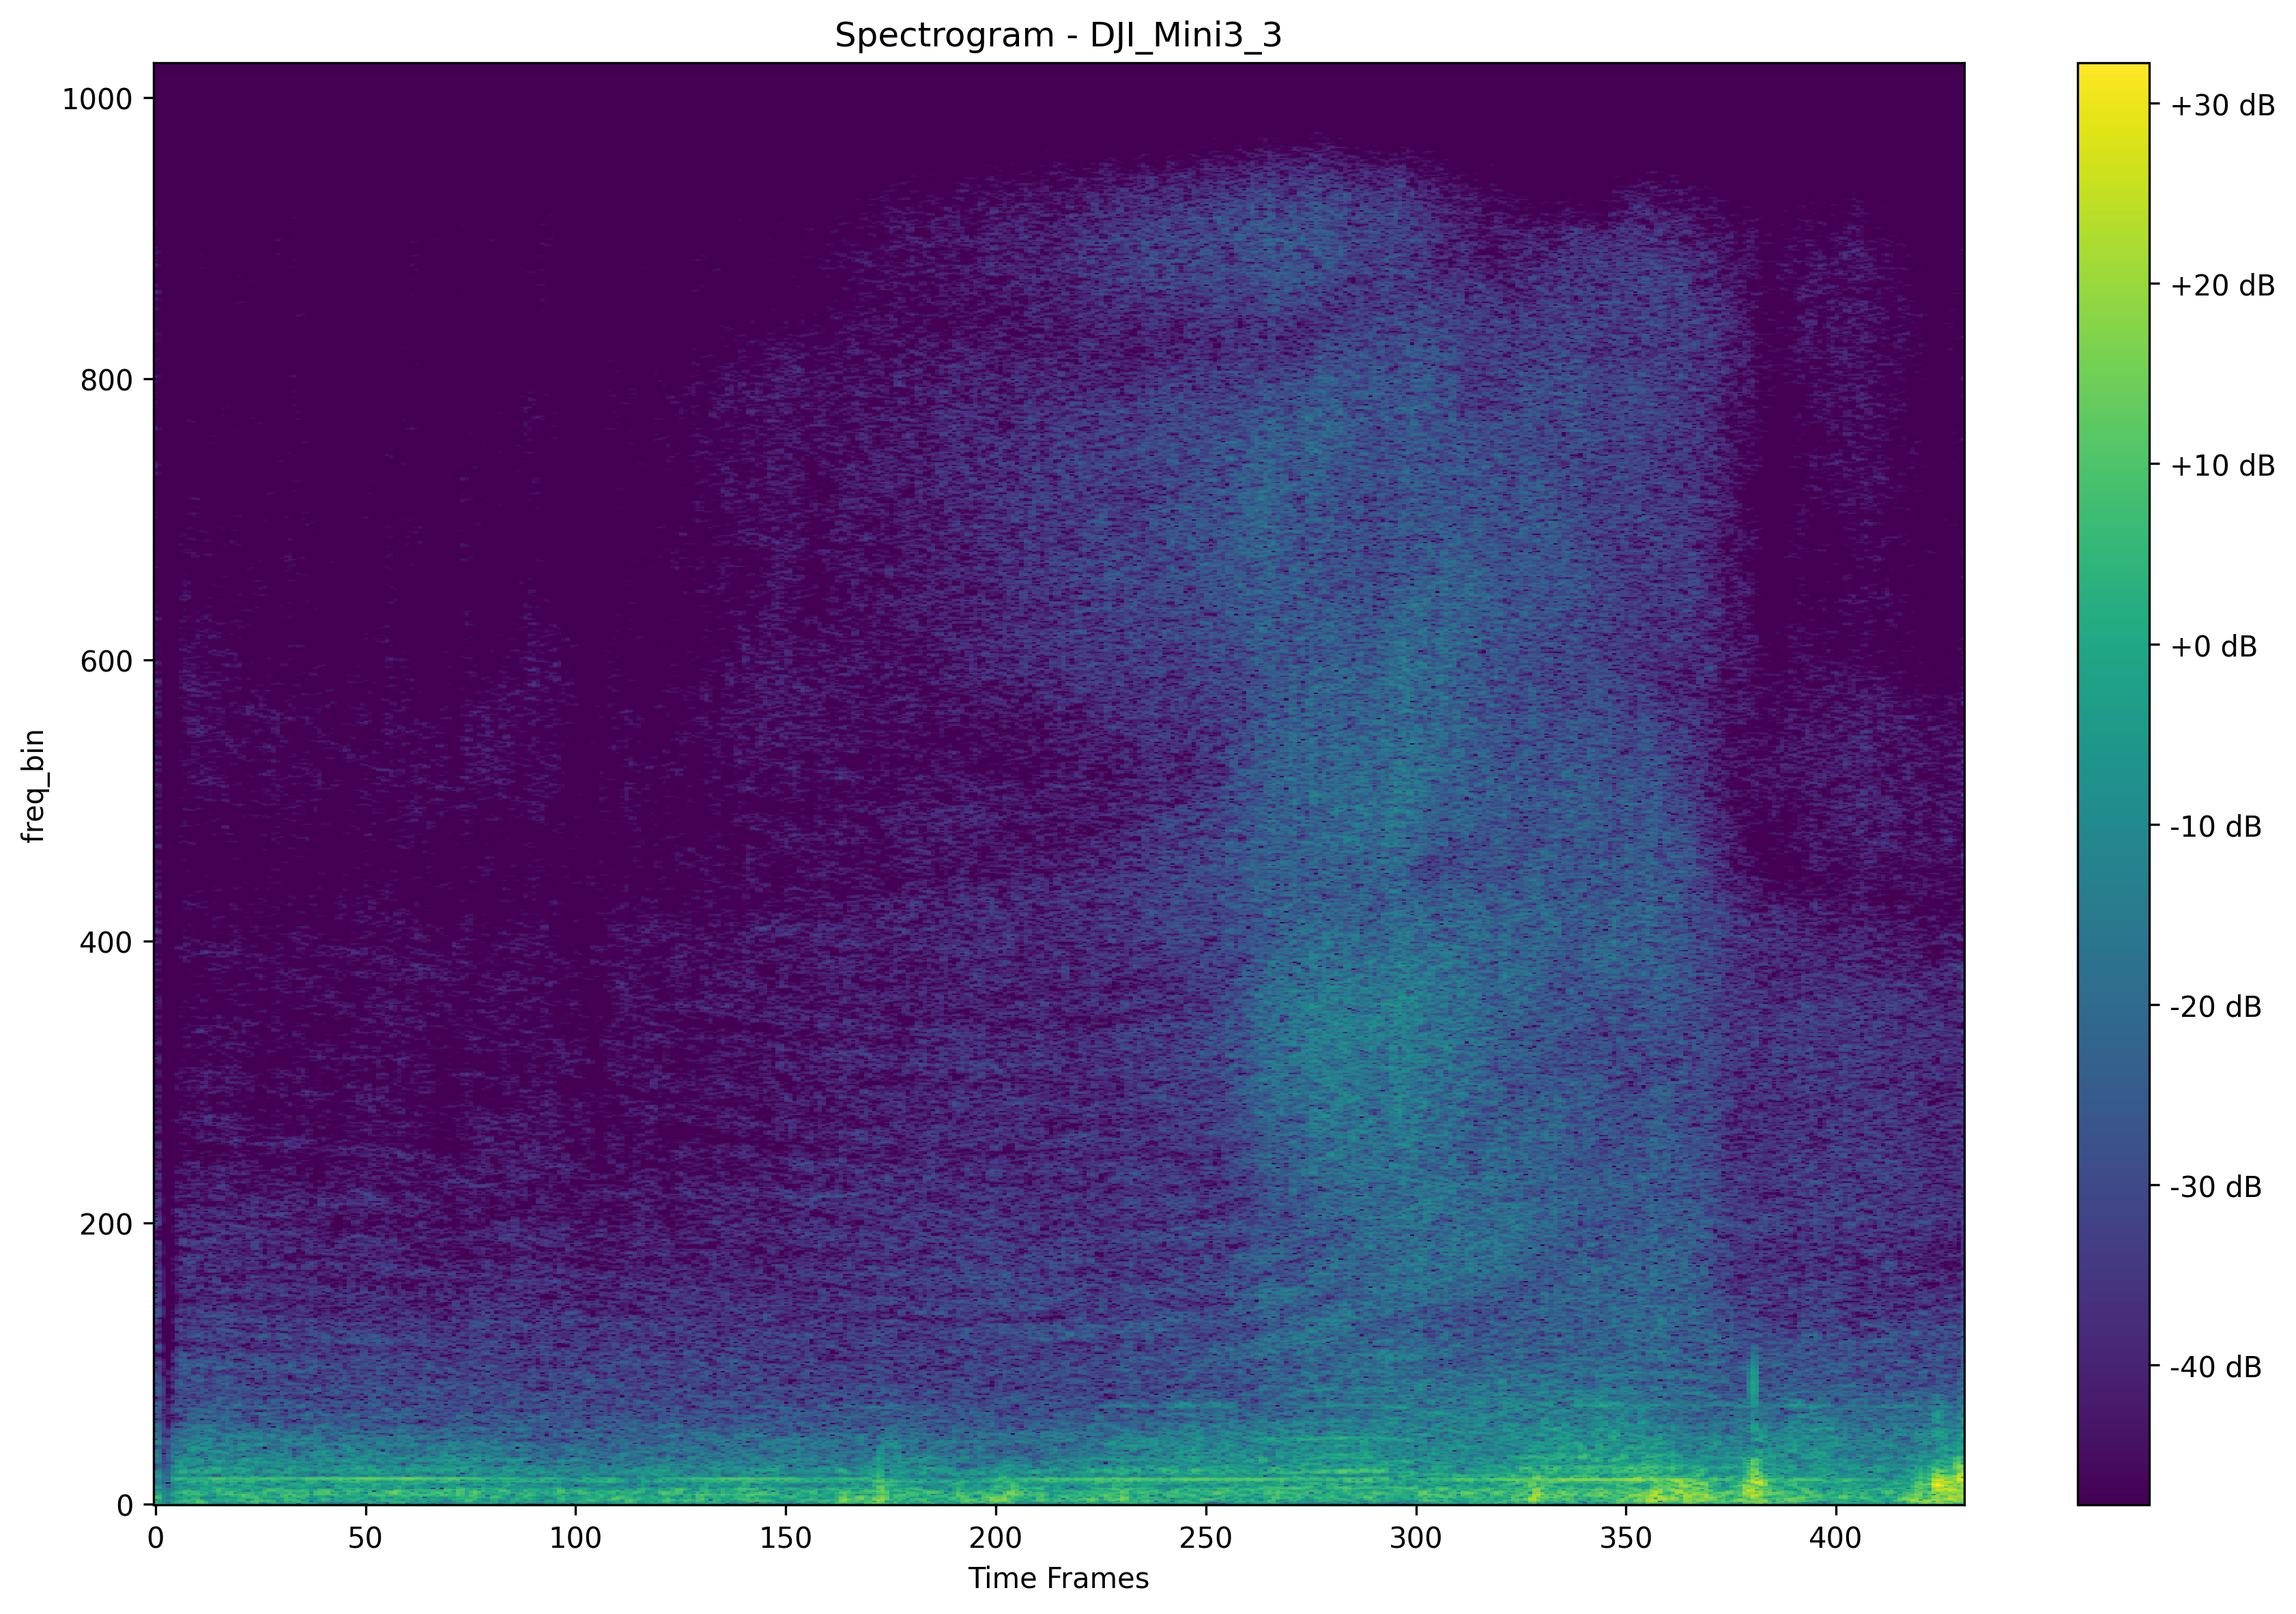 Spectrogram - DJI_Mini3_3
1000
800
600
400
200
0
freq_bin
0 50 100 150 200 250 300 350 400
Time Frames
+30 dB
+20 dB
+10 dB
+0 dB
-10 dB
-20 dB
-30 dB
-40 dB